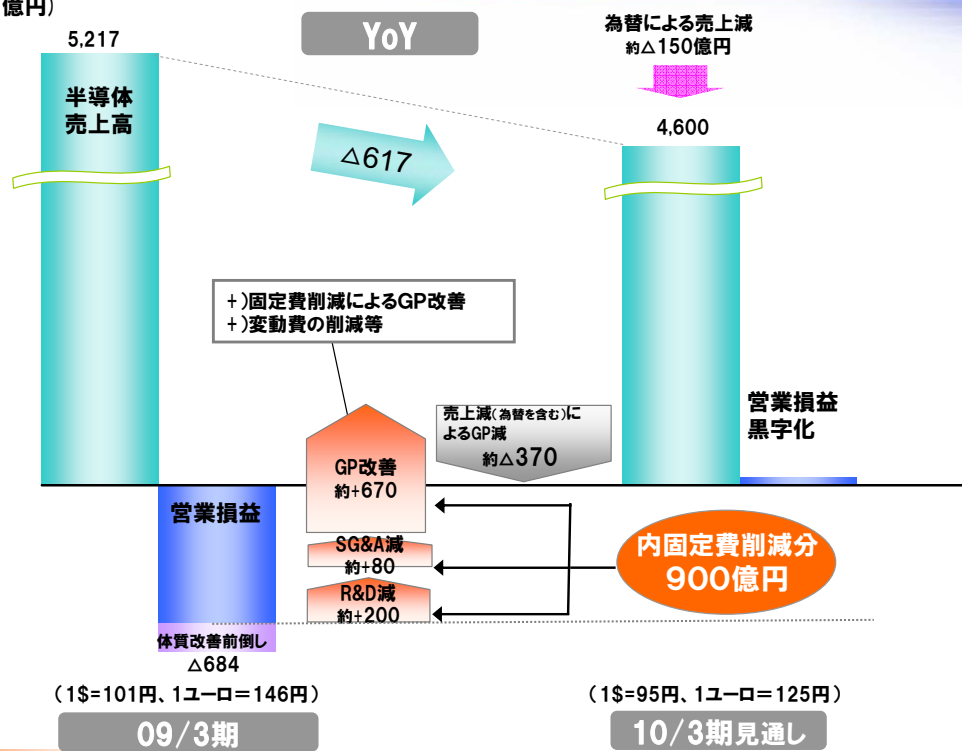 億円)
YoY
為替による売上減
約△150億円
5,217
半導体
売上高
△617
4,600
+)固定費削減によるGP改善
+)変動費の削減等
売上減(為替を含む)に
よるGP減
約△370
営業損益
黒字化
GP改善
約+670
営業損益
SG&A減
約+80
R&D減
約+200
内固定費削減分
900億円
体質改善前倒し
△684
(1$=101円、1ユーロ=146円)
(1$=95円、1ユーロ=125円)
09/3期
10/3期見通し